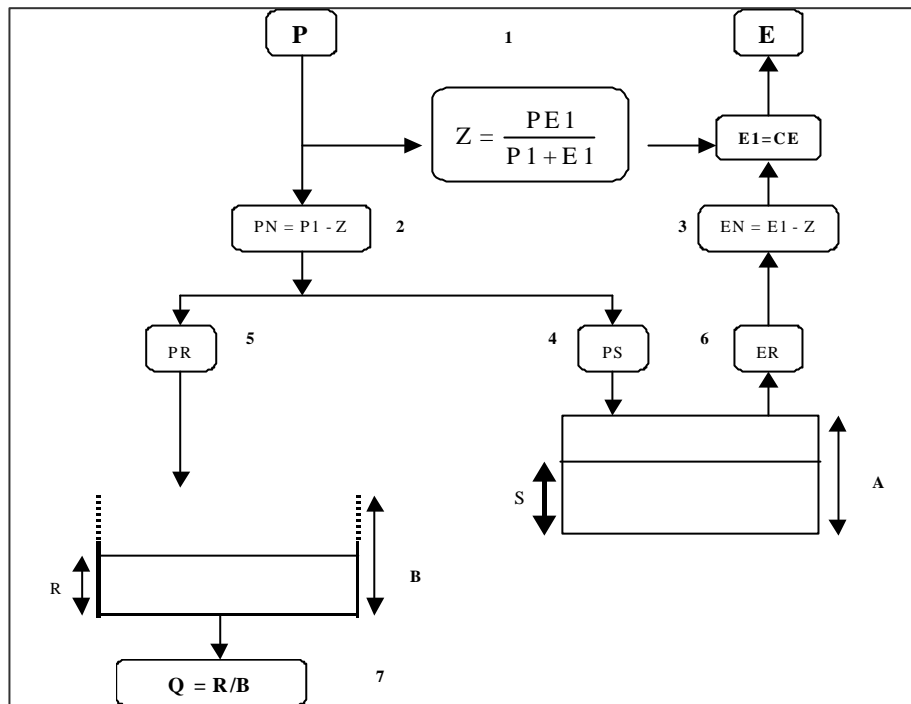 P
1
E
Z = PE1 / P1+E1
E1=CE
PN = P1 - Z
2
3
EN = E1 - Z
PR
5
4
PS
6
ER
S
A
R
B
Q = R/B
7